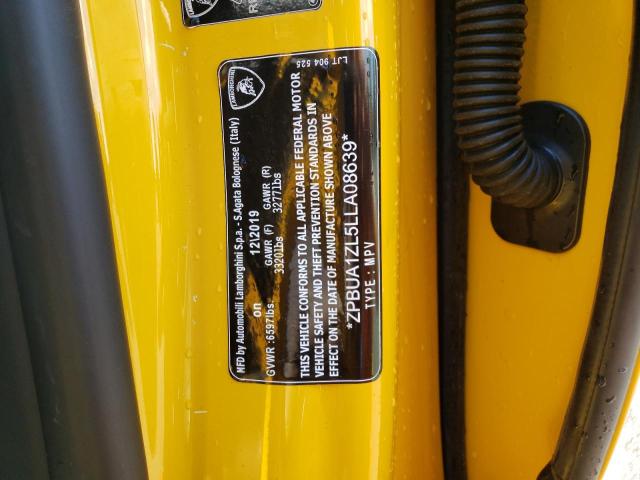 LAMBORGHINI
LJT 904 525
MFD by Automobili Lamborghini S.p.a. - S.Agata Bolognese (Italy)
on 12\2019
GVWR :6597lbs. GAWR (F) GAWR (R)
3320lbs 3277lbs
THIS VEHICLE CONFORMS TO ALL APPLICABLE FEDERAL MOTOR
VEHICLE SAFETY AND THEFT PREVENTION STANDARDS IN
EFFECT ON THE DATE OF MANUFACTURE SHOWN ABOVE
*ZPBUA1ZL5LLA08639*
TYPE : MPV